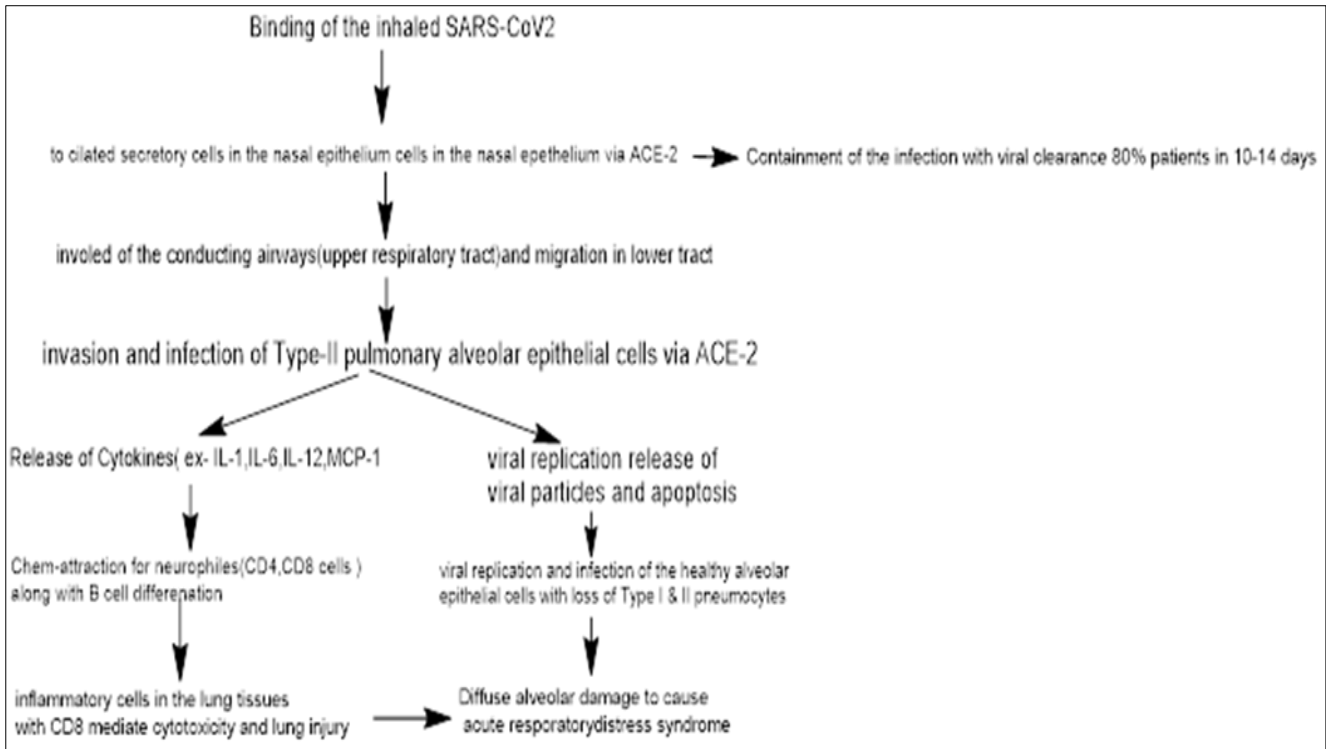 Binding of the inhaled SARS-CoV2
to cilated secretory cells in the nasal epithelium cells in the nasal epethelium via ACE-2
Containment of the infection with viral clearance 80% patients in 10-14 days
involed of the conducting airways(upper respiratory tract)and migration in lower tract
invasion and infection of Type-II pulmonary alveolar epithelial cells via ACE-2
Release of Cytokines( ex- IL-1,IL-6,IL-12,MCP-1
viral replication release of
viral particles and apoptosis
Chem-attraction for neurophiles(CD4,CD8 cells )
along with B cell differenation
viral replication and infection of the healthy alveolar
epithelial cells with loss of Type I & II pneumocytes
inflammatory cells in the lung tissues
with CD8 mediate cytotoxicity and lung injury
Diffuse alveolar damage to cause
acute resporatorydistress syndrome